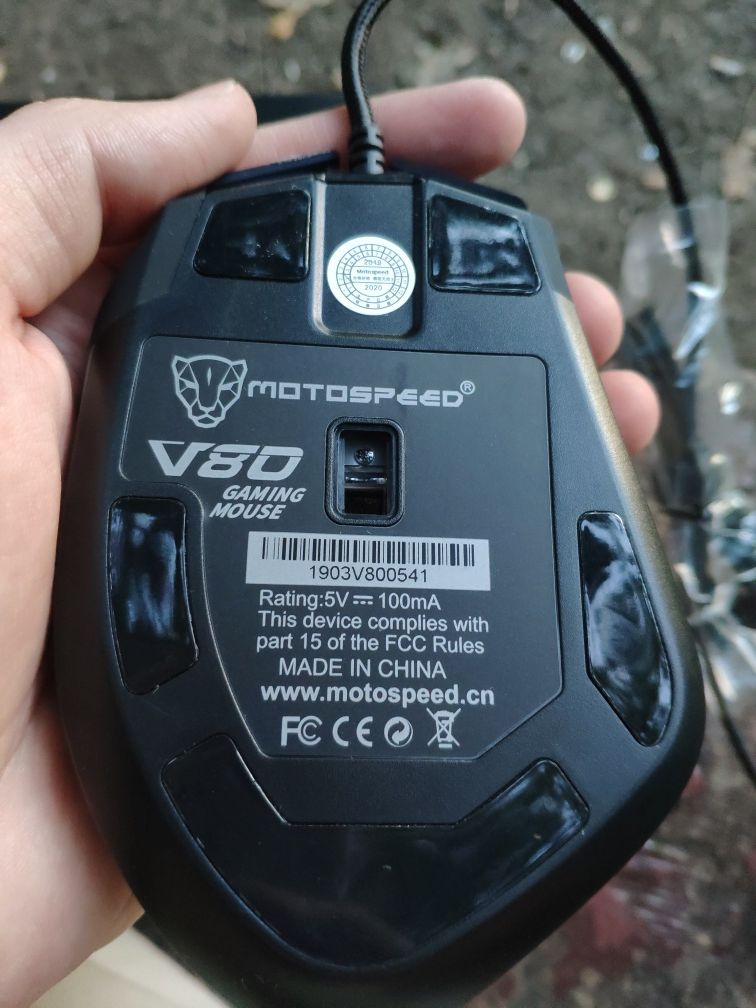 2019
Motospeed
2020
MOTOSPEED®
V80
GAMING
MOUSE
1903V800541
Rating:5V⎓100mA
This device complies with
part 15 of the FCC Rules
MADE IN CHINA
www.motospeed.cn
FC CE